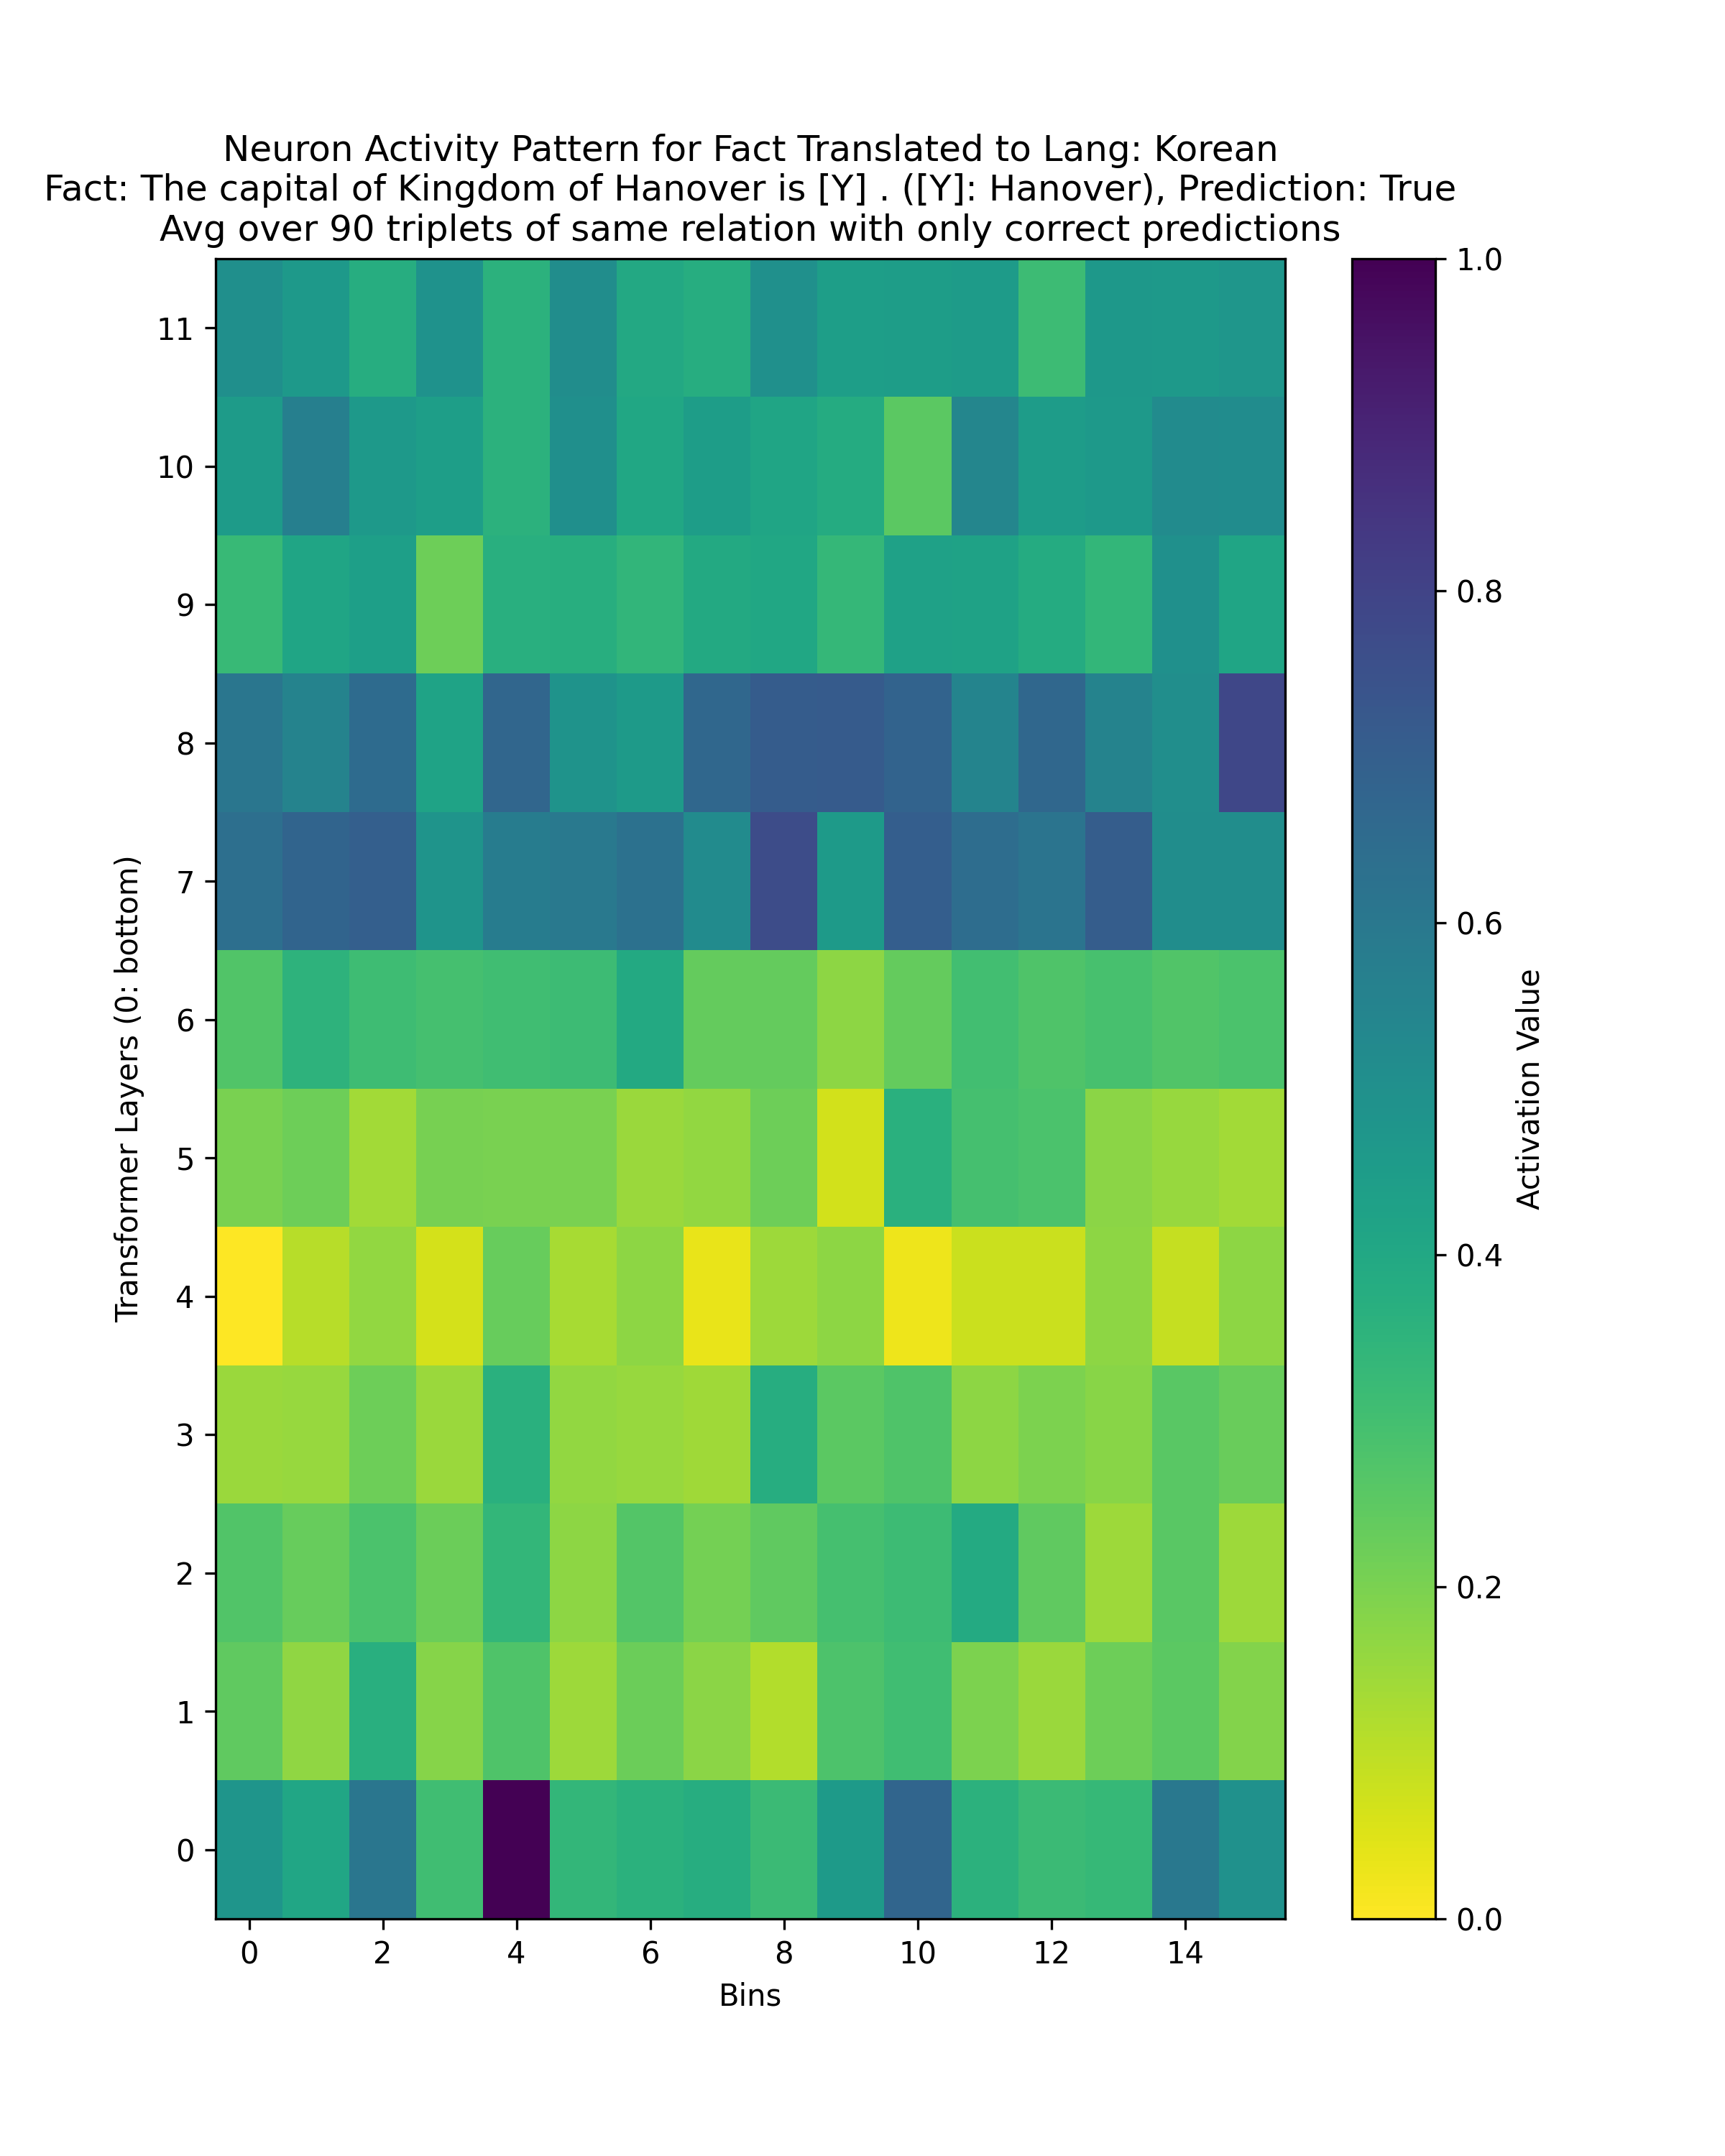 Neuron Activity Pattern for Fact Translated to Lang: Korean
Fact: The capital of Kingdom of Hanover is [Y] . ([Y]: Hanover), Prediction: True
Avg over 90 triplets of same relation with only correct predictions
11
10
9
8
7
6
5
4
3
2
1
0
Transformer Layers (0: bottom)
0 2 4 6 8 10 12 14
Bins
1.0
0.8
0.6
0.4
0.2
0.0
Activation Value